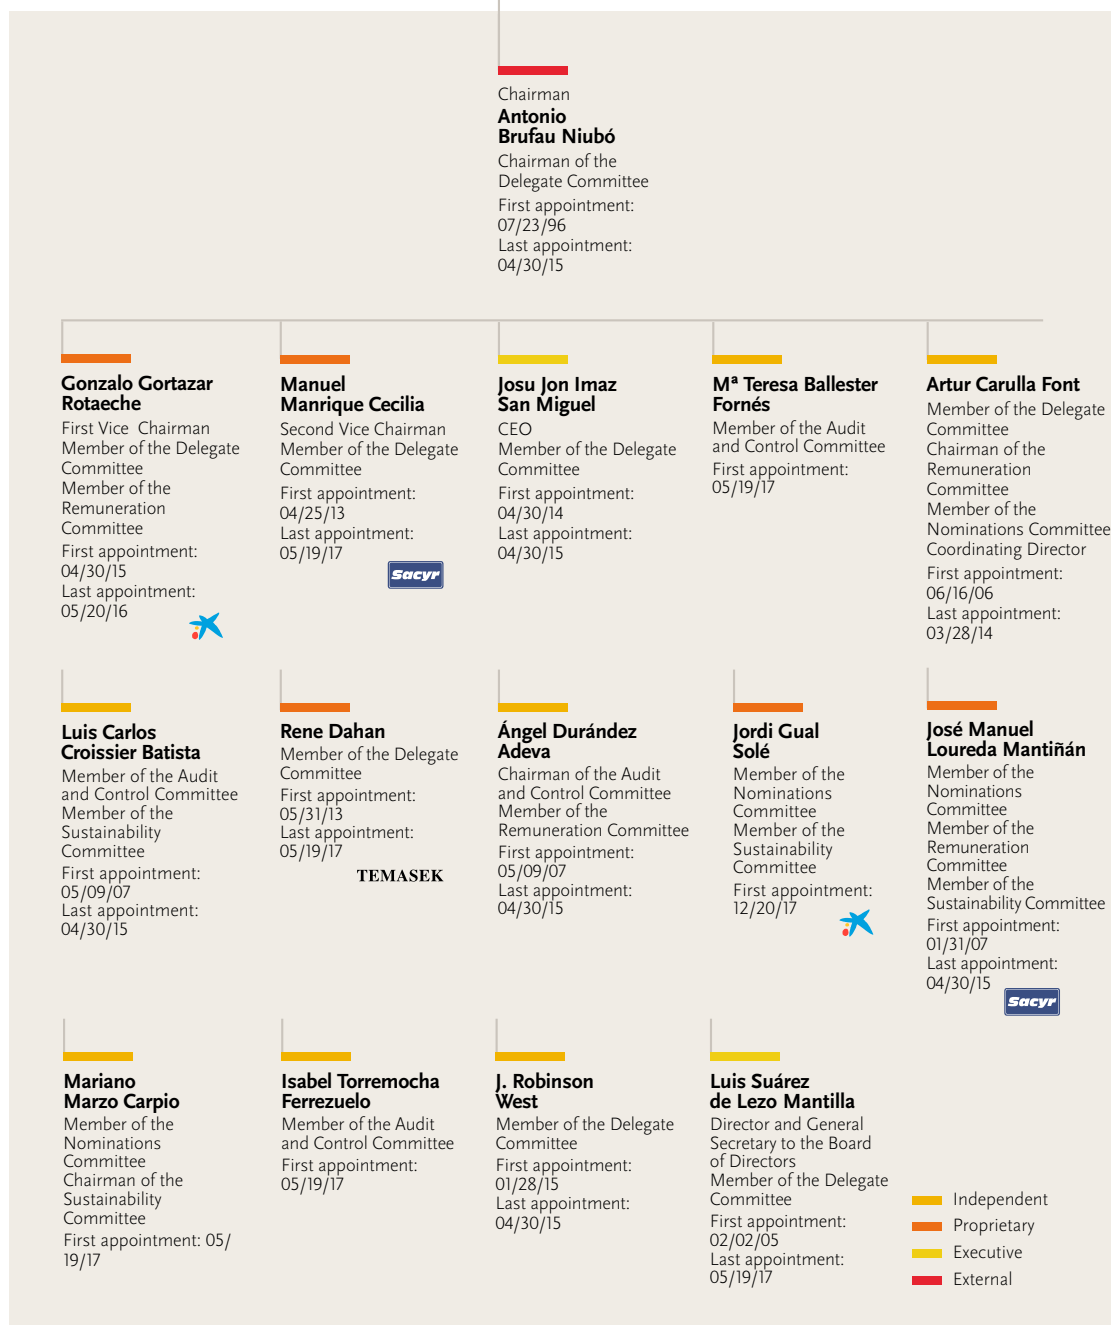 Chairman
Antonio
Brufau Niubó
Chairman of the
Delegate Committee
First appointment:
07/23/96
Last appointment:
04/30/15
Gonzalo Gortazar
Rotaeche
First Vice Chairman
Member of the Delegate
Committee
Member of the
Remuneration
Committee
First appointment:
04/30/15
Last appointment:
05/20/16
Manuel
Manrique Cecilia
Second Vice Chairman
Member of the Delegate
Committee
First appointment:
04/25/13
Last appointment:
05/19/17
Sacyr
Josu Jon Imaz
San Miguel
CEO
Member of the Delegate
Committee
First appointment:
04/30/14
Last appointment:
04/30/15
Mª Teresa Ballester
Fornés
Member of the Audit
and Control Committee
First appointment:
05/19/17
Artur Carulla Font
Member of the Delegate
Committee
Chairman of the
Remuneration
Committee
Member of the
Nominations Committee
Coordinating Director
First appointment:
06/16/06
Last appointment:
03/28/14
Luis Carlos
Croissier Batista
Member of the Audit
and Control Committee
Member of the
Sustainability
Committee
First appointment:
05/09/07
Last appointment:
04/30/15
Rene Dahan
Member of the Delegate
Committee
First appointment:
05/31/13
Last appointment:
05/19/17
TEMASEK
Ángel Durández
Adeva
Chairman of the Audit
and Control Committee
Member of the
Remuneration Committee
First appointment:
05/09/07
Last appointment:
04/30/15
Jordi Gual
Solé
Member of the
Nominations
Committee
Member of the
Sustainability
Committee
First appointment:
12/20/17
José Manuel
Loureda Mantiñán
Member of the
Nominations
Committee
Member of the
Remuneration
Committee
Member of the
Sustainability Committee
First appointment:
01/31/07
Last appointment:
04/30/15
Sacyr
Mariano
Marzo Carpio
Member of the
Nominations
Committee
Chairman of the
Sustainability
Committee
First appointment: 05/
19/17
Isabel Torremocha
Ferrezuelo
Member of the Audit
and Control Committee
First appointment:
05/19/17
J. Robinson
West
Member of the Delegate
Committee
First appointment:
01/28/15
Last appointment:
04/30/15
Luis Suárez
de Lezo Mantilla
Director and General
Secretary to the Board
of Directors
Member of the Delegate
Committee
First appointment:
02/02/05
Last appointment:
05/19/17
Independent
Proprietary
Executive
External